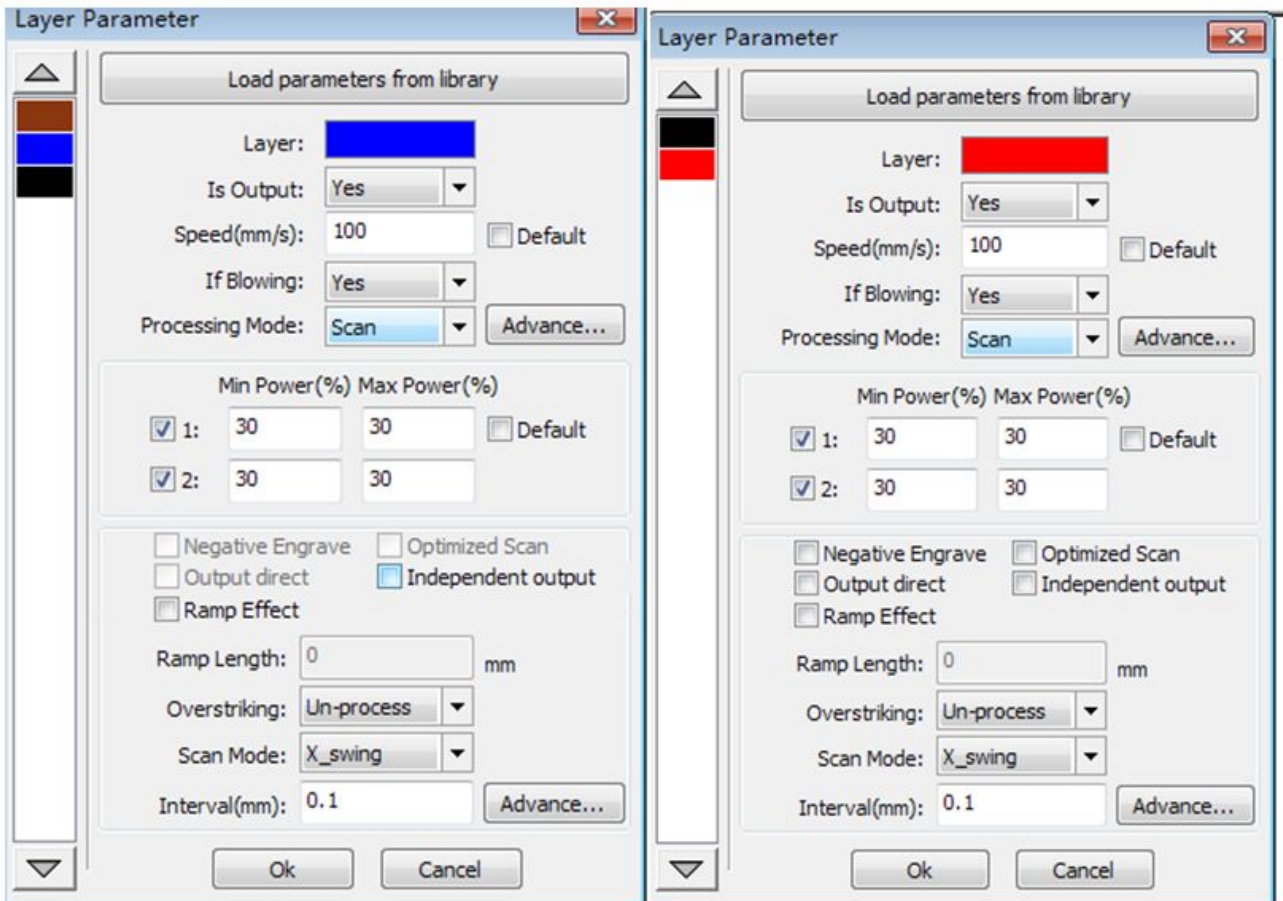 Layer Parameter
Load parameters from library
Layer:
Is Output: Yes
Speed(mm/s): 100 Default
If Blowing: Yes
Processing Mode: Scan Advance...
Min Power(%) Max Power(%)
1: 30 30 Default
2: 30 30
Negative Engrave Optimized Scan
Output direct Independent output
Ramp Effect
Ramp Length: 0 mm
Overstriking: Un-process
Scan Mode: X_swing
Interval(mm): 0.1 Advance...
Ok Cancel
Layer Parameter
Load parameters from library
Layer:
Is Output: Yes
Speed(mm/s): 100 Default
If Blowing: Yes
Processing Mode: Scan Advance...
Min Power(%) Max Power(%)
1: 30 30 Default
2: 30 30
Negative Engrave Optimized Scan
Output direct Independent output
Ramp Effect
Ramp Length: 0 mm
Overstriking: Un-process
Scan Mode: X_swing
Interval(mm): 0.1 Advance...
Ok Cancel